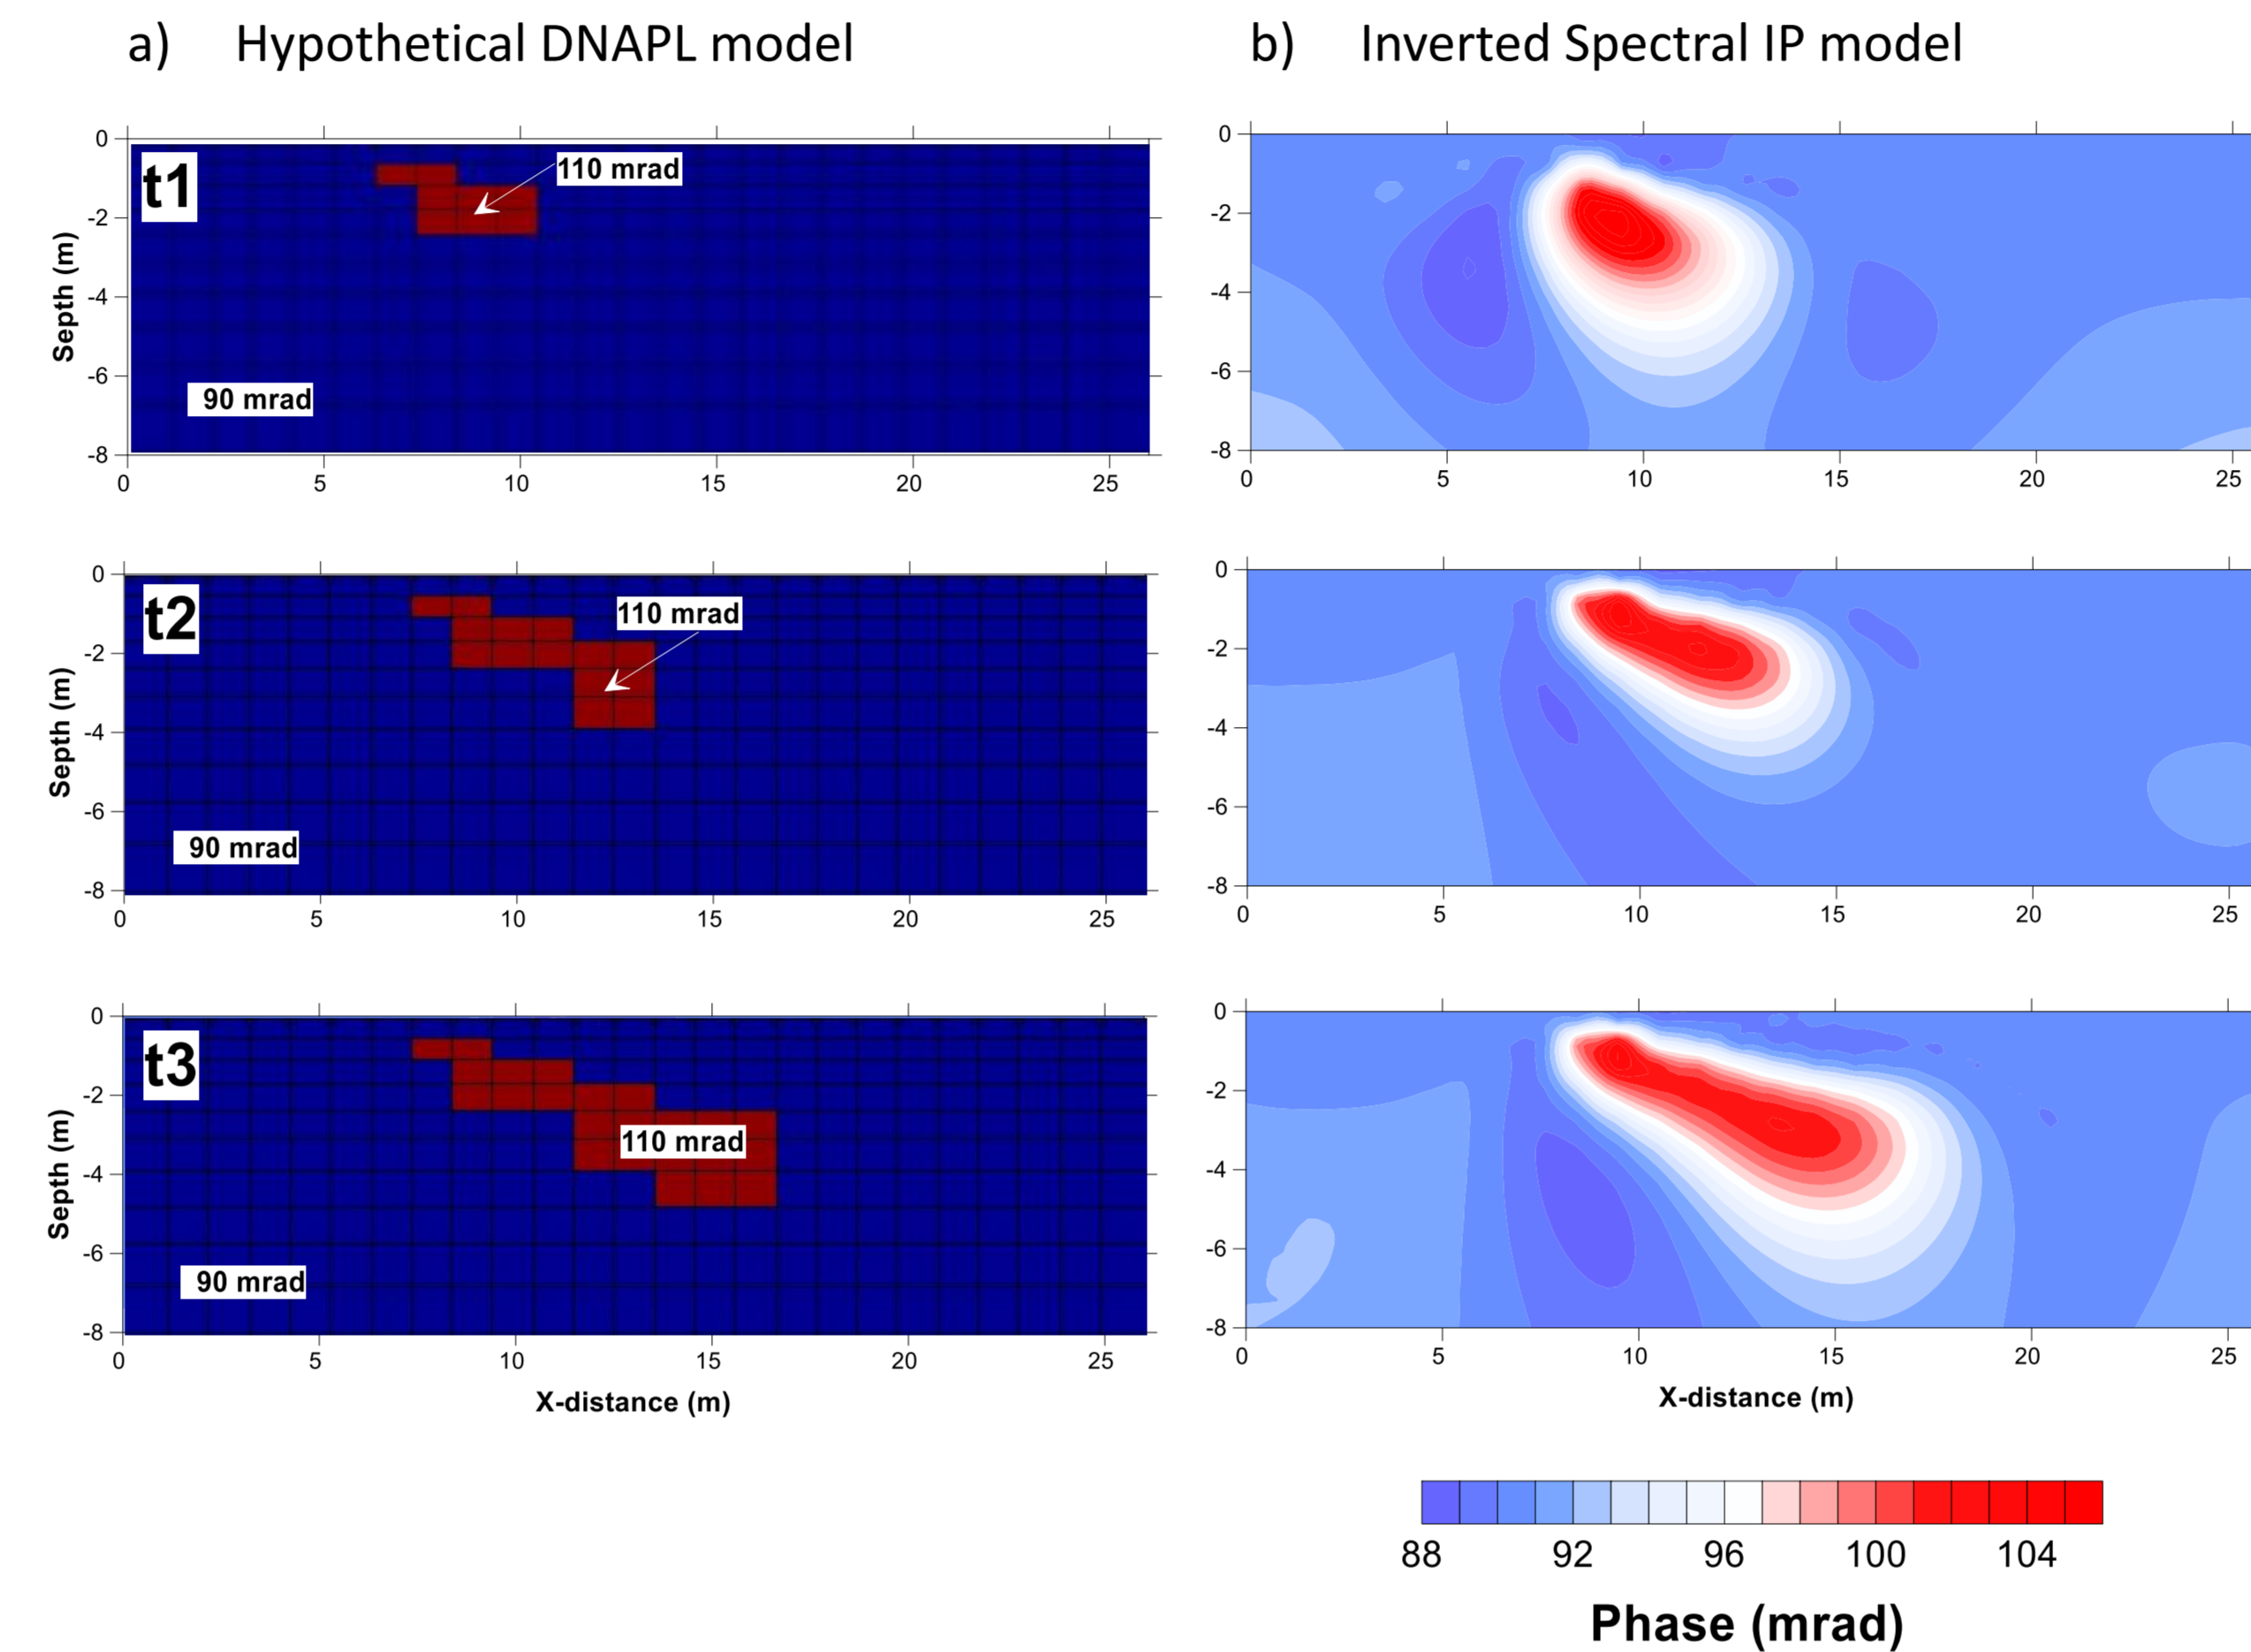 a) Hypothetical DNAPL model
b) Inverted Spectral IP model
0
-2
-4
-6
-8
Septh (m)
t1
110 mrad
90 mrad
0 5 10 15 20 25
0
-2
-4
-6
-8
0 5 10 15 20 25
0
-2
-4
-6
-8
Septh (m)
t2
110 mrad
90 mrad
0 5 10 15 20 25
0
-2
-4
-6
-8
0 5 10 15 20 25
0
-2
-4
-6
-8
Septh (m)
t3
110 mrad
90 mrad
0 5 10 15 20 25
X-distance (m)
0
-2
-4
-6
-8
0 5 10 15 20 25
X-distance (m)
88 92 96 100 104
Phase (mrad)